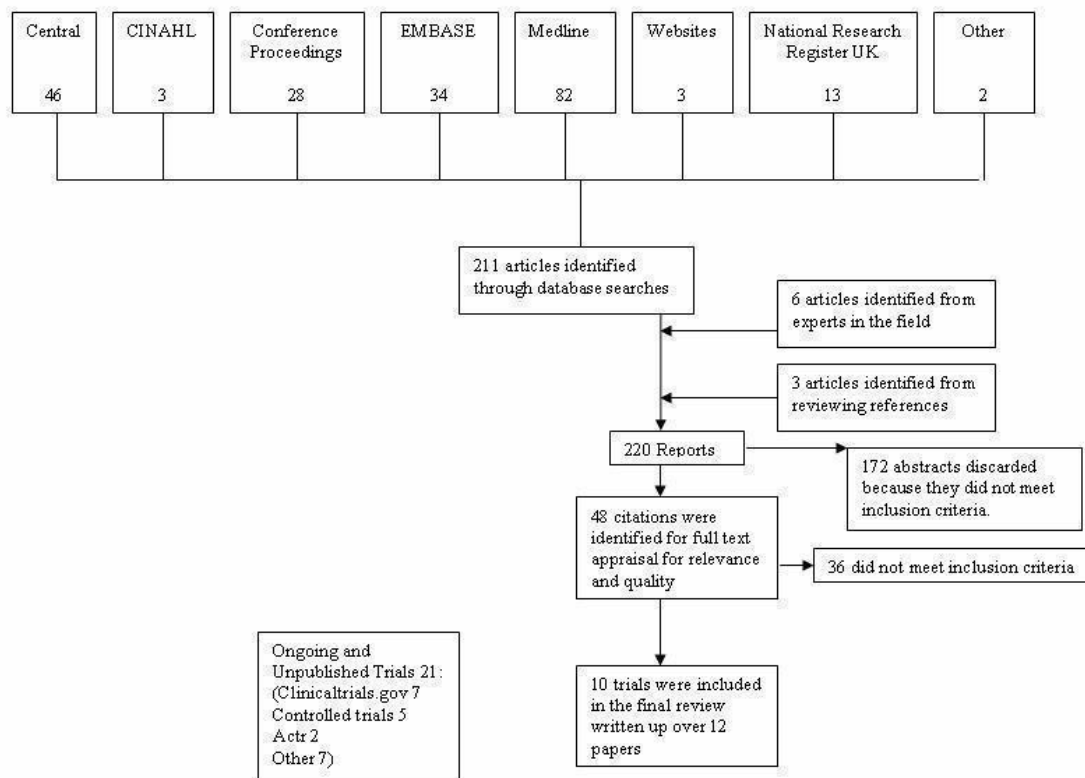 Central
46
CINAHL
3
Conference
Proceedings
28
EMBASE
34
Medline
82
Websites
3
National Research
Register UK
13
Other
2
211 articles identified
through database searches
6 articles identified from
experts in the field
3 articles identified from
reviewing references
220 Reports
172 abstracts discarded
because they did not meet
inclusion criteria.
48 citations were
identified for full text
appraisal for relevance
and quality
36 did not meet inclusion criteria
Ongoing and
Unpublished Trials 21:
(Clinicaltrials.gov 7
Controlled trials 5
Actr 2
Other 7)
10 trials were included
in the final review
written up over 12
papers